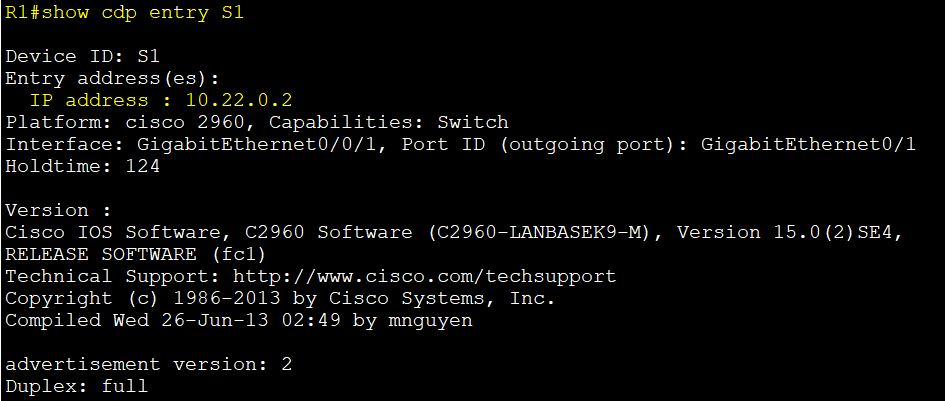 R1#show cdp entry S1
Device ID: S1
Entry address(es):
IP address : 10.22.0.2
Platform: cisco 2960, Capabilities: Switch
Interface: GigabitEthernet0/0/1, Port ID (outgoing port): GigabitEthernet0/1
Holdtime: 124
Version :
Cisco IOS Software, C2960 Software (C2960-LANBASEK9-M), Version 15.0(2)SE4,
RELEASE SOFTWARE (fc1)
Technical Support: http://www.cisco.com/techsupport
Copyright (c) 1986-2013 by Cisco Systems, Inc.
Compiled Wed 26-Jun-13 02:49 by mnguyen
advertisement version: 2
Duplex: full